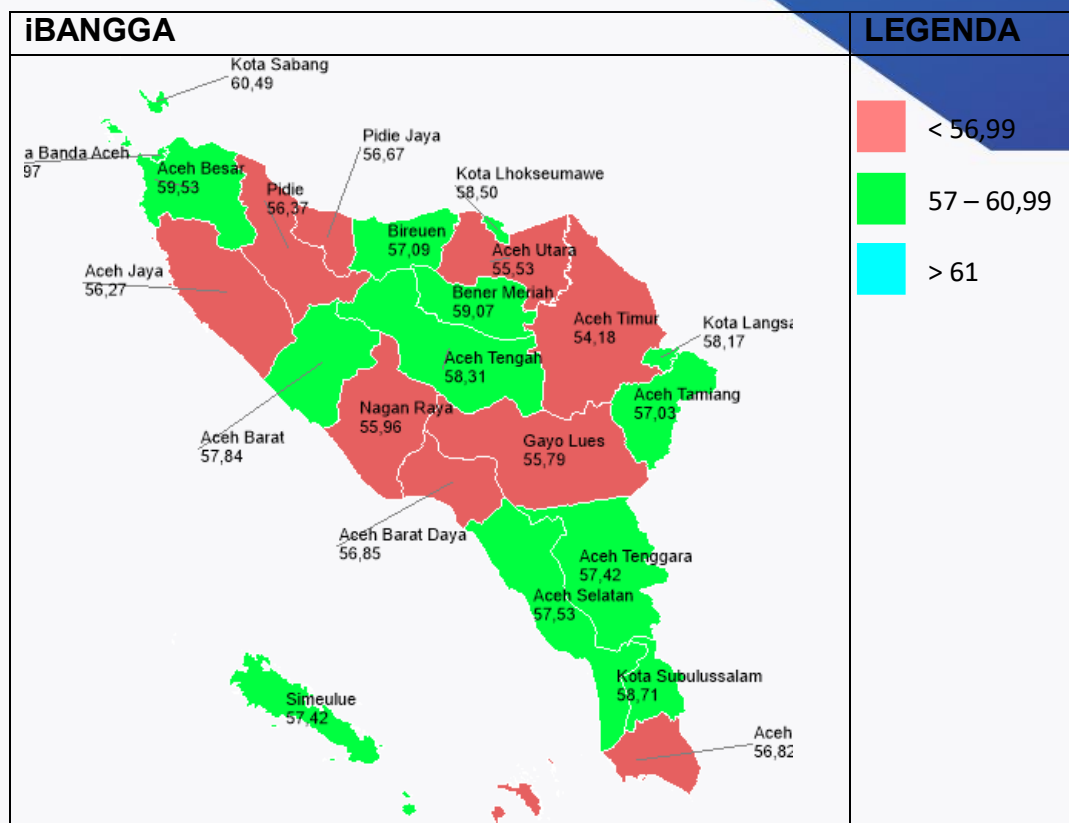 iBANGGA
LEGENDA
Kota Sabang
60,49
a Banda Aceh
97
Aceh Besar
59,53
Pidie
56,37
Pidie Jaya
56,67
Kota Lhokseumawe
58,50
Bireuen
57,09
Aceh Utara
55,53
Aceh Jaya
56,27
Bener Meriah
59,07
Aceh Timur
54,18
Kota Langsa
58,17
Aceh Tengah
58,31
Aceh Tamiang
57,03
Nagan Raya
55,96
Aceh Barat
57,84
Gayo Lues
55,79
Aceh Barat Daya
56,85
Aceh Tenggara
57,42
Aceh Selatan
57,53
Kota Subulussalam
58,71
Simeulue
57,42
Aceh
56,82
< 56,99
57 – 60,99
> 61